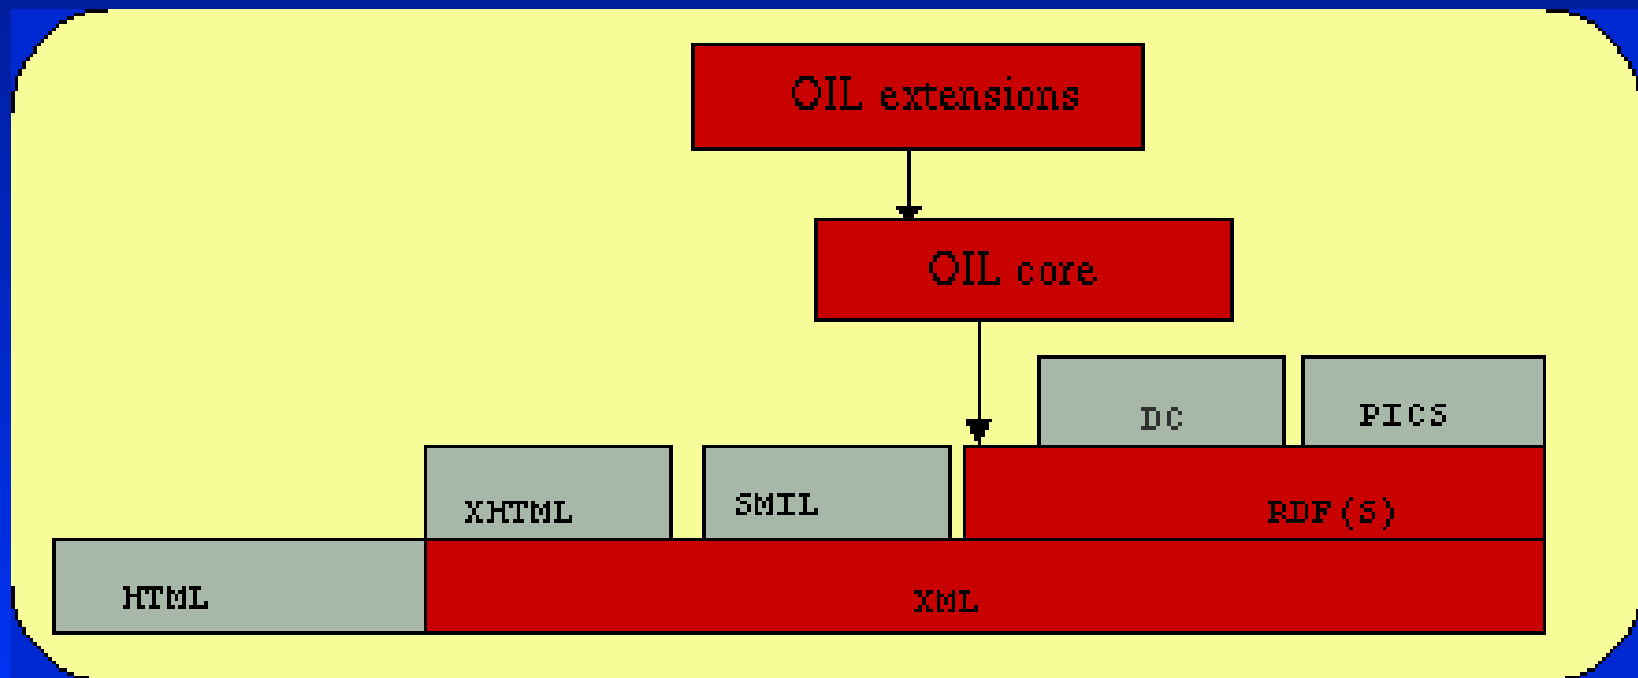 OIL extensions
OIL core
DC
PICS
XHTML
SMIL
RDF(S)
HTML
XML